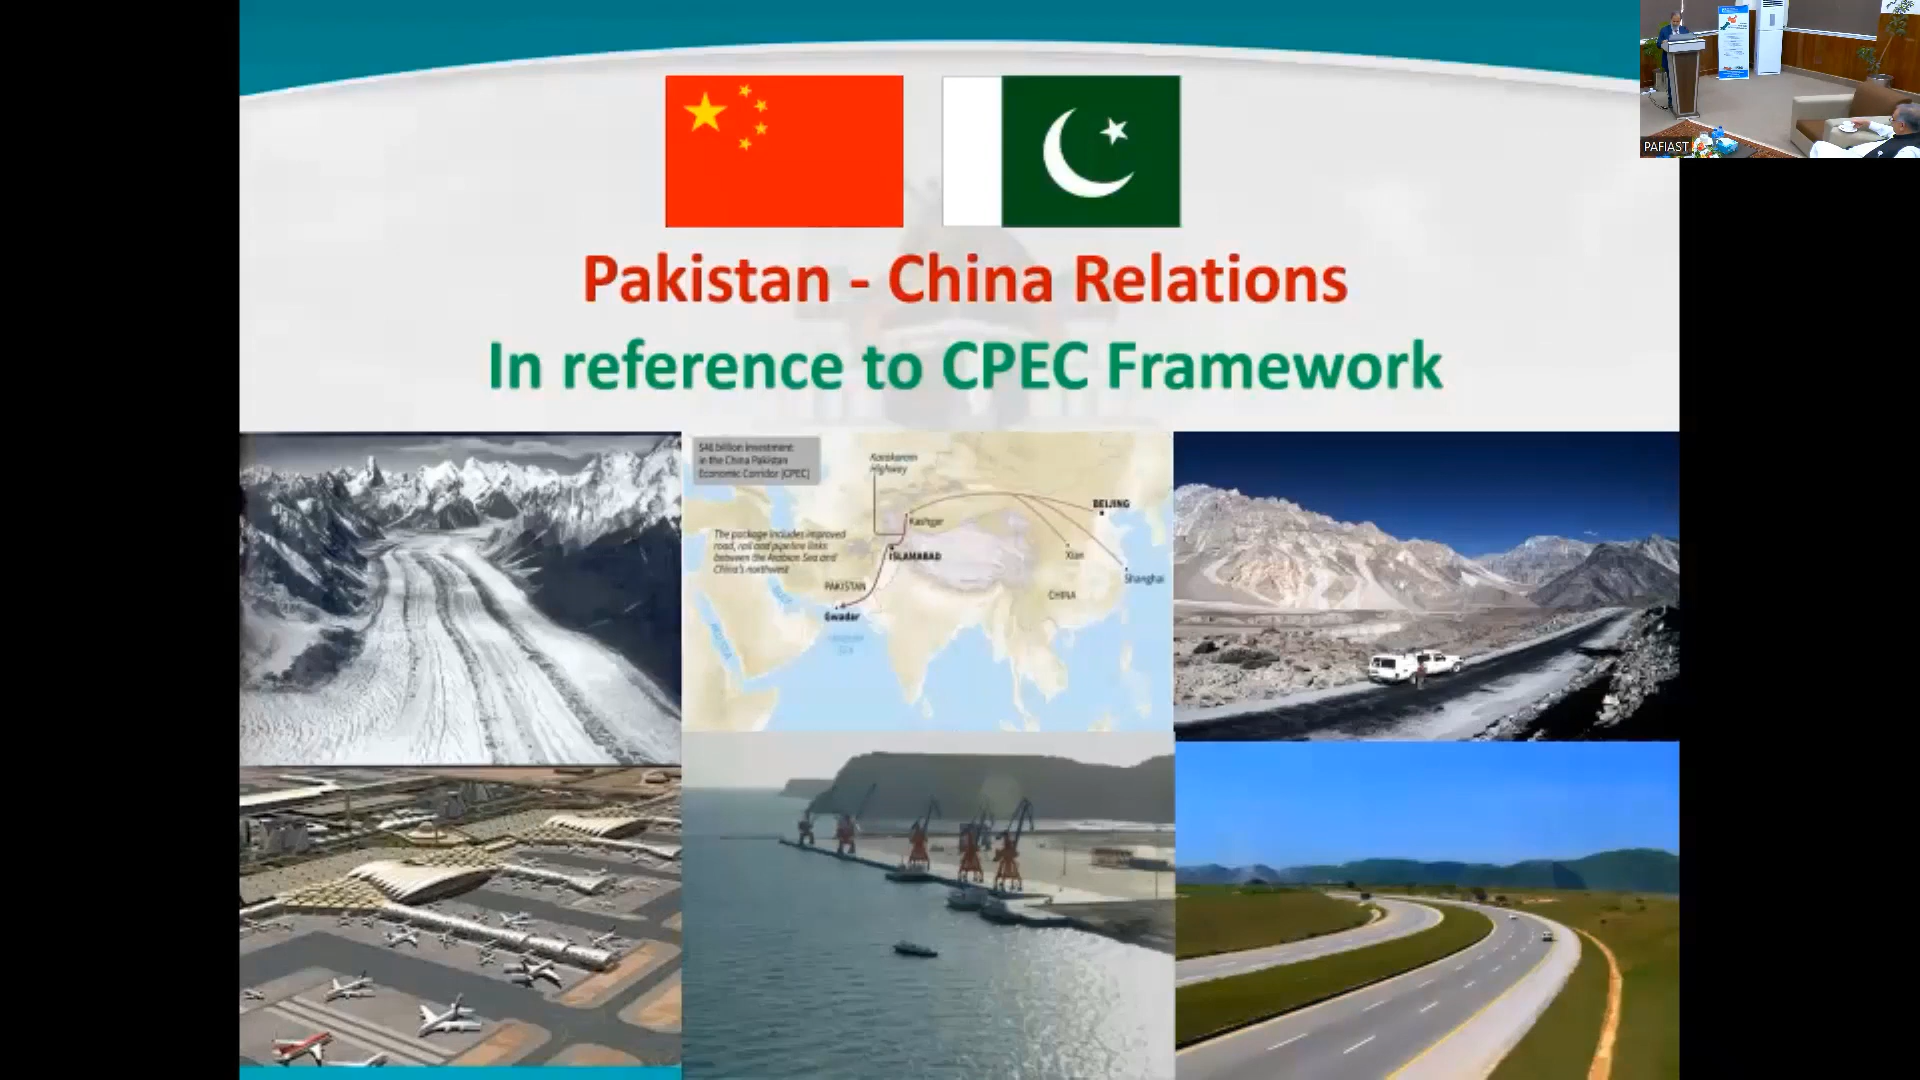 PAFIAST
Pakistan - China Relations
In reference to CPEC Framework
$46 billion investment
in the China Pakistan
Economic Corridor (CPEC)
Karakoram
Highway
BEIJING
Kashgar
The package includes improved
road, rail and pipeline links
between the Arabian Sea and
China's northwest
ISLAMABAD
Xian
Shanghai
PAKISTAN
CHINA
Gwadar